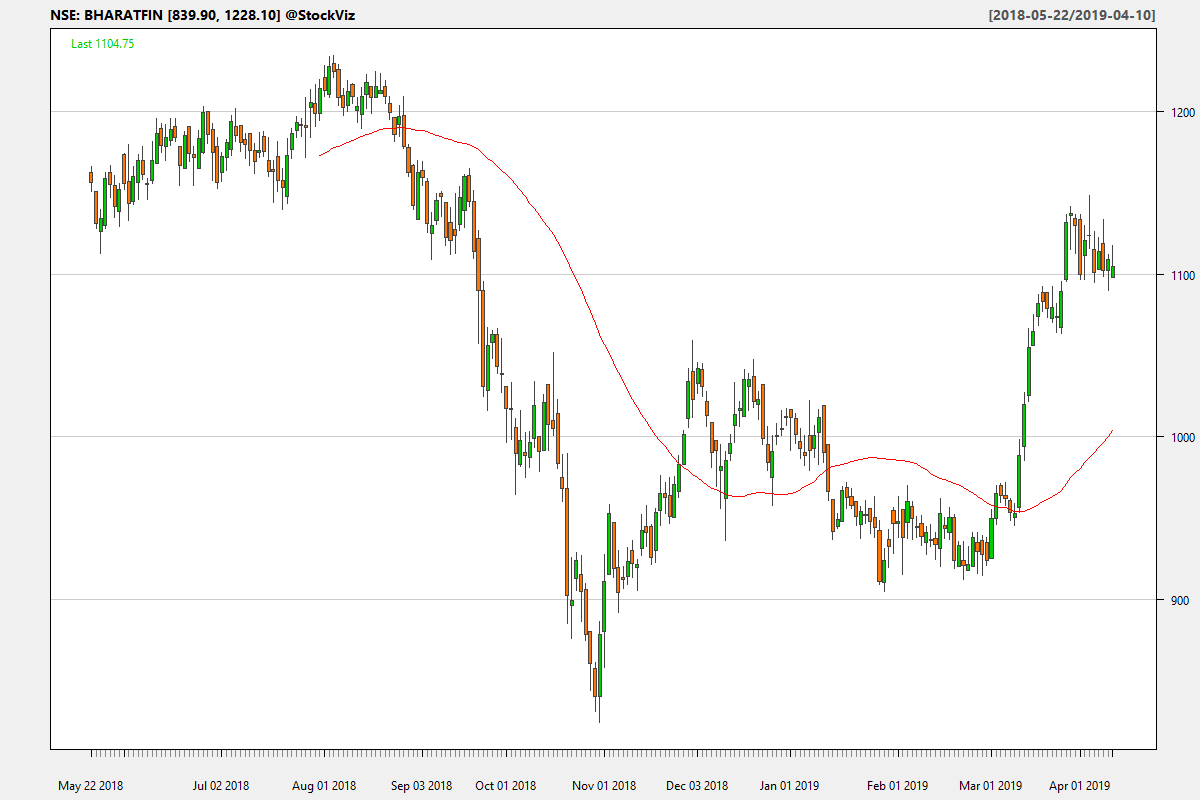 NSE: BHARATFIN [839.90, 1228.10] @StockViz [2018-05-22/2019-04-10]
Last 1104.75
1200
1100
1000
900
May 22 2018 Jul 02 2018 Aug 01 2018 Sep 03 2018 Oct 01 2018 Nov 01 2018 Dec 03 2018 Jan 01 2019 Feb 01 2019 Mar 01 2019 Apr 01 2019